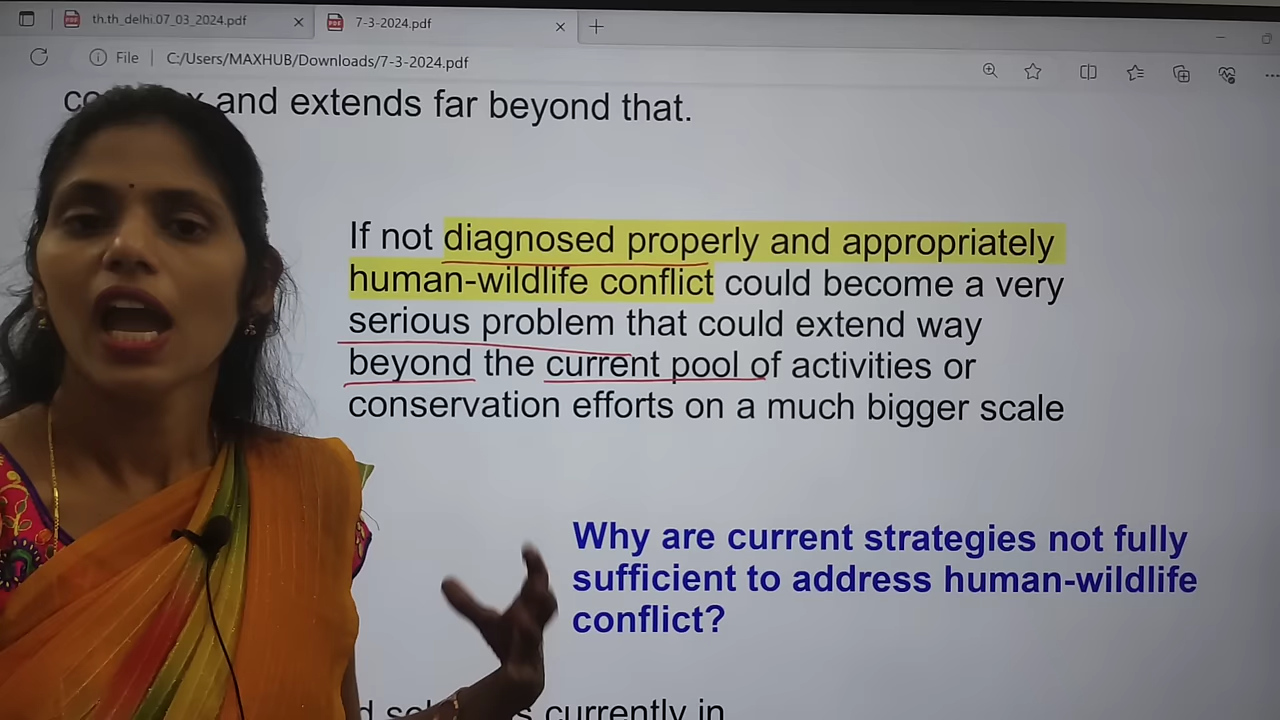 th.th_delhi.07_03_2024.pdf
7-3-2024.pdf
File
C:/Users/MAXHUB/Downloads/7-3-2024.pdf
and extends far beyond that.
If not diagnosed properly and appropriately
human-wildlife conflict could become a very
serious problem that could extend way
beyond the current pool of activities or
conservation efforts on a much bigger scale
Why are current strategies not fully
sufficient to address human-wildlife
conflict?
currently in